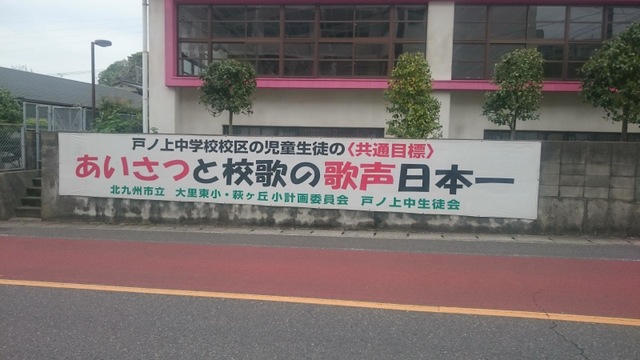 戸ノ上中学校校区の児童生徒の〈共通目標〉
あいさつと校歌の歌声日本一
北九州市立 大里東小・萩ヶ丘小計画委員会 戸ノ上中生徒会